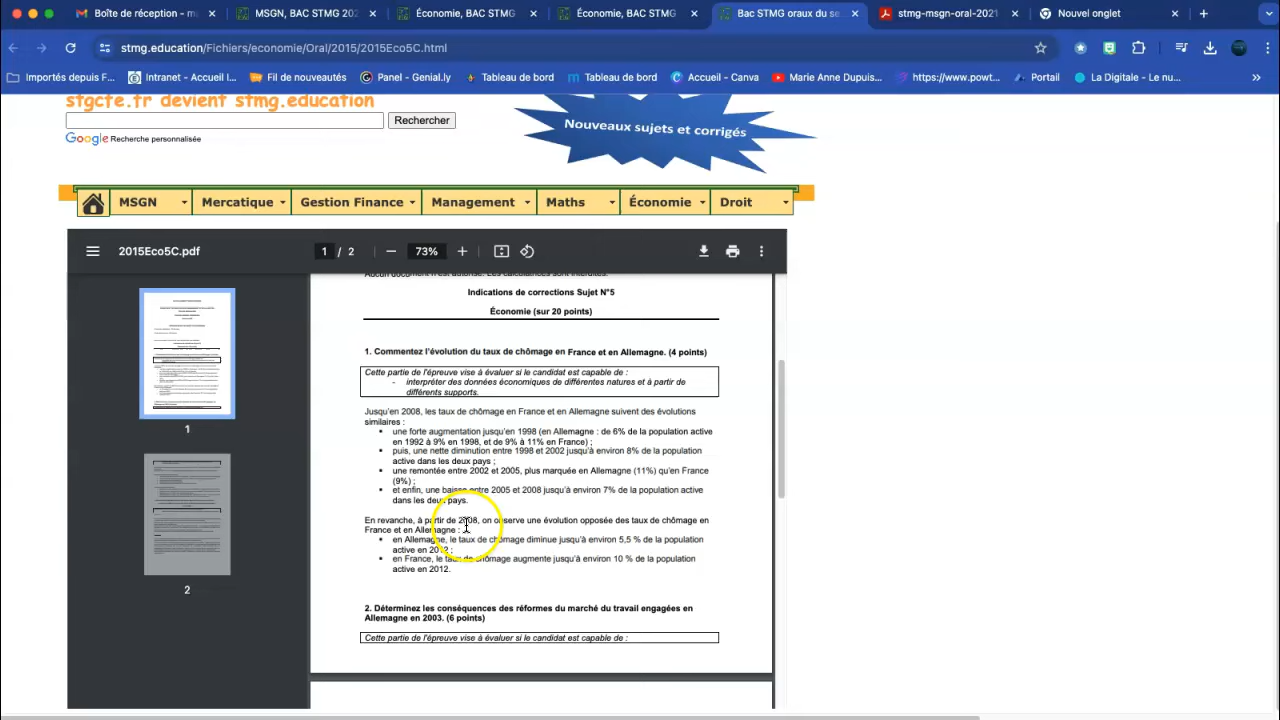 Boîte de réception - m
MSGN, BAC STMG 202
Économie, BAC STMG
Économie, BAC STMG
Bac STMG oraux du se
stmg-msgn-oral-2021
Nouvel onglet
stmg.education/Fichiers/economie/Oral/2015/2015Eco5C.html
Importés depuis F...
Intranet - Accueil I...
Fil de nouveautés
Panel - Genial.ly
Tableau de bord
Tableau de bord
Accueil - Canva
Marie Anne Dupuis...
https://www.powt...
Portail
La Digitale - Le nu...
»
stgcfe.fr devient stmg.education
Rechercher
Google Recherche personnalisée
Nouveaux sujets et corrigés
MSGN
Mercatique
Gestion Finance
Management
Maths
Économie
Droit
2015Eco5C.pdf
1 / 2
73%
Aucun document n'est autorisé. Les calculatrices sont interdites.
Indications de corrections Sujet N°5
Économie (sur 20 points)
1. Commentez l'évolution du taux de chômage en France et en Allemagne. (4 points)
Cette partie de l'épreuve vise à évaluer si le candidat est capable de :
- interpréter des données économiques de différentes natures et à partir de
différents supports.
Jusqu'en 2008, les taux de chômage en France et en Allemagne suivent des évolutions
similaires :
▪ une forte augmentation jusqu'en 1998 (en Allemagne : de 6% de la population active
en 1992 à 9% en 1998, et de 9% à 11% en France) ;
▪ puis, une nette diminution entre 1998 et 2002 jusqu'à environ 8% de la population
active dans les deux pays ;
▪ une remontée entre 2002 et 2005, plus marquée en Allemagne (11%) qu'en France
(9%) ;
▪ et enfin, une baisse entre 2005 et 2008 jusqu'à environ 7% de la population active
dans les deux pays.
En revanche, à partir de 2008, on observe une évolution opposée des taux de chômage en
France et en Allemagne :
▪ en Allemagne, le taux de chômage diminue jusqu'à environ 5,5 % de la population
active en 2012 ;
▪ en France, le taux de chômage augmente jusqu'à environ 10 % de la population
active en 2012.
2. Déterminez les conséquences des réformes du marché du travail engagées en
Allemagne en 2003. (6 points)
Cette partie de l'épreuve vise à évaluer si le candidat est capable de :
1
2